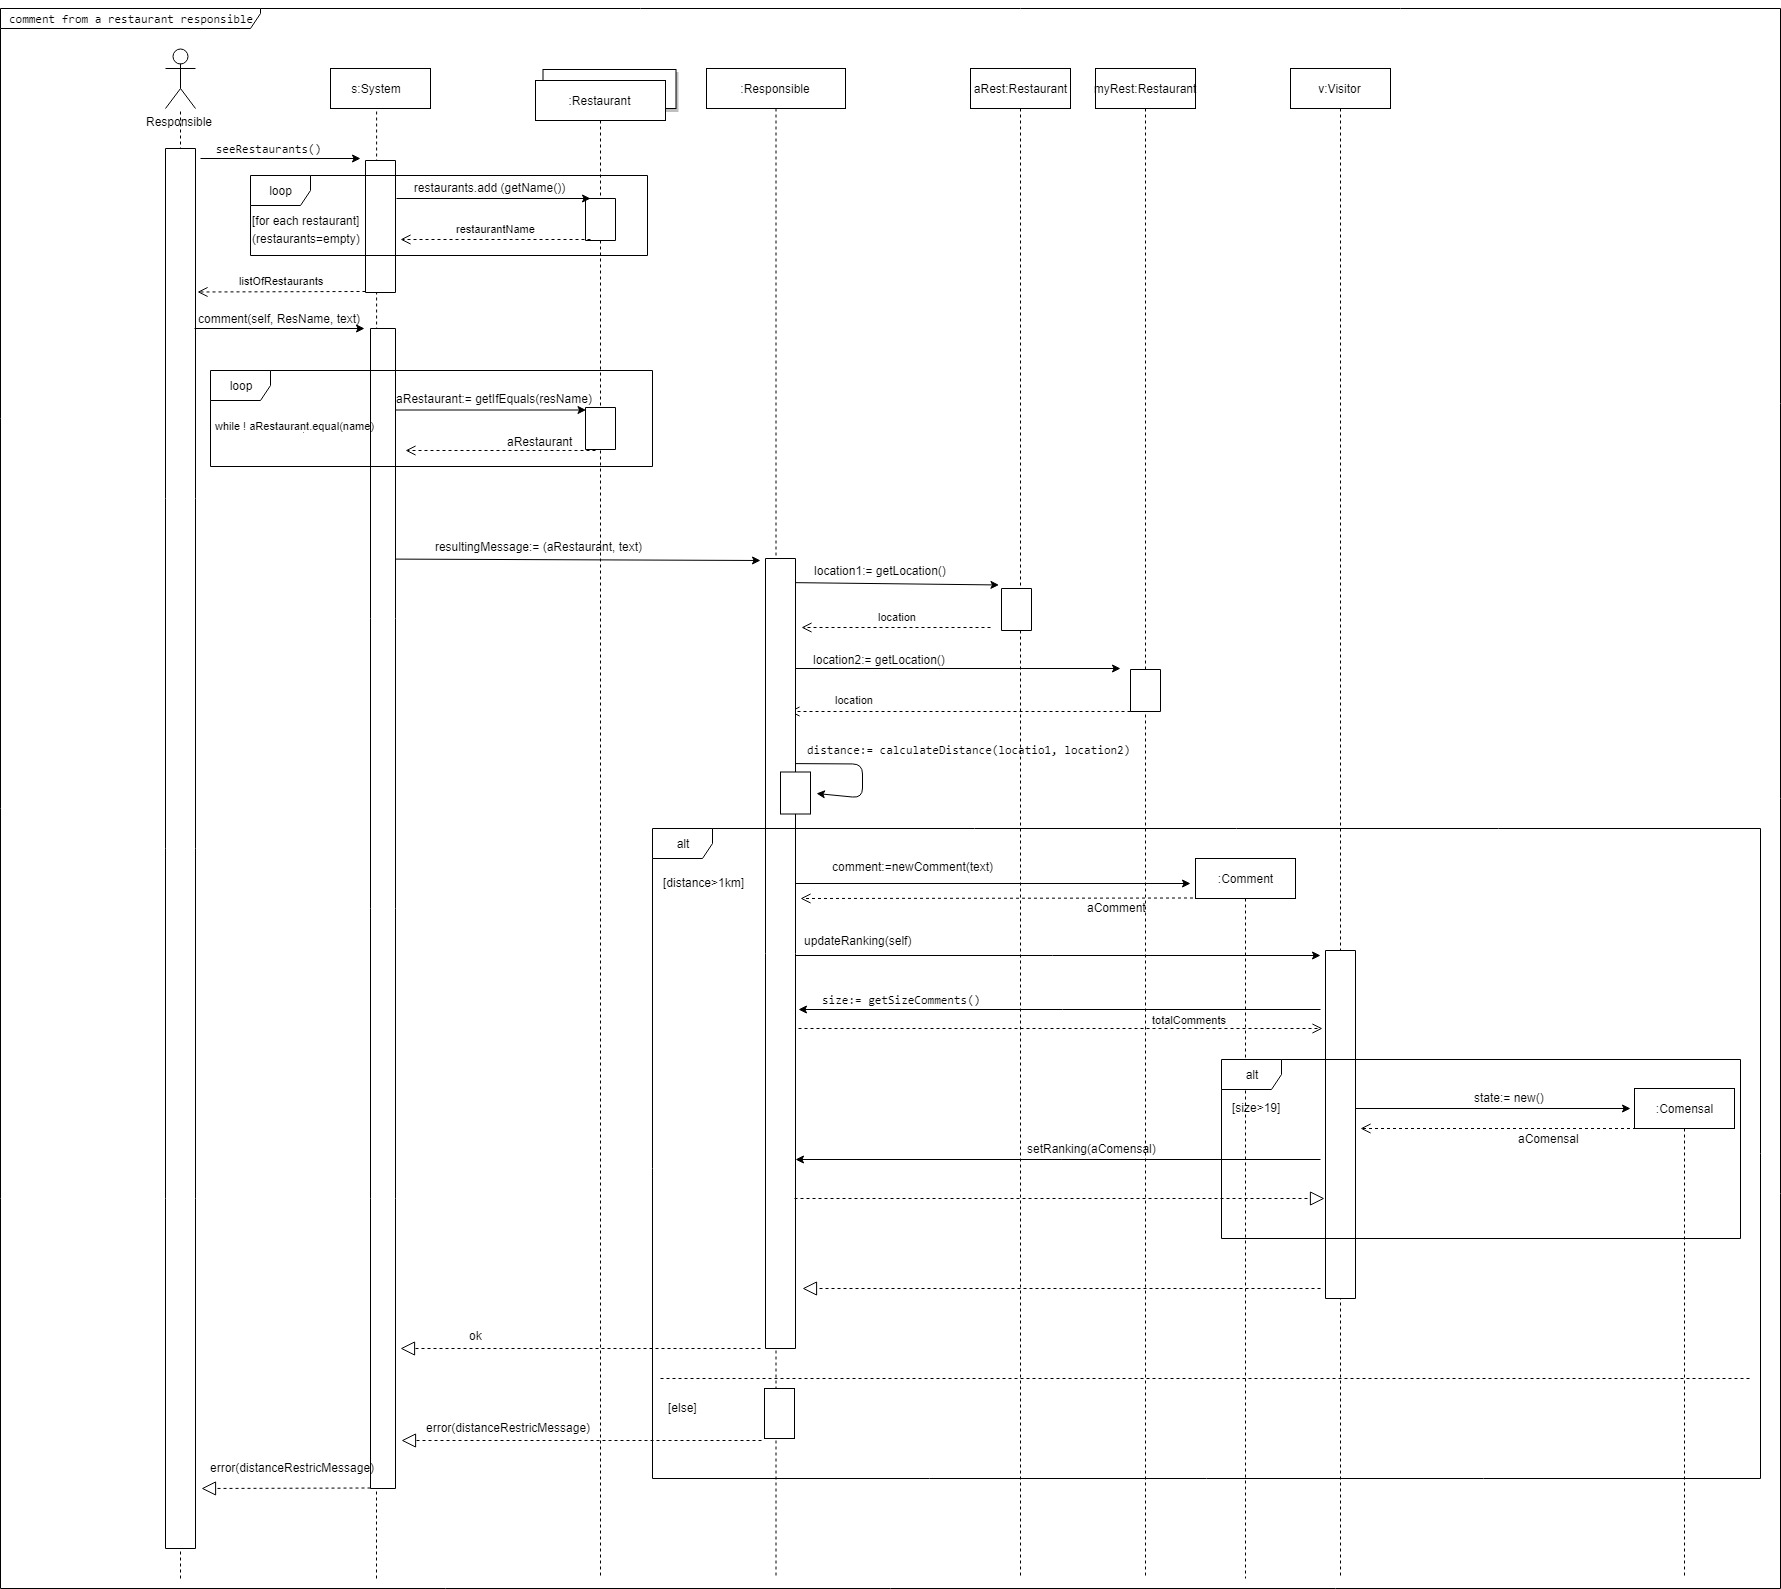 comment from a restaurant responsible
Responsible
s:System
:Restaurant
:Responsible
aRest:Restaurant
myRest:Restaurant
v:Visitor
seeRestaurants()
loop
restaurants.add (getName())
[for each restaurant]
(restaurants=empty)
restaurantName
listOfRestaurants
comment(self, ResName, text)
loop
aRestaurant:= getIfEquals(resName)
while ! aRestaurant.equal(name)
aRestaurant
resultingMessage:= (aRestaurant, text)
location1:= getLocation()
location
location2:= getLocation()
location
distance:= calculateDistance(locatio1, location2)
alt
[distance>1km]
comment:=newComment(text)
:Comment
aComment
updateRanking(self)
size:= getSizeComments()
totalComments
alt
[size>19]
state:= new()
:Comensal
aComensal
setRanking(aComensal)
ok
[else]
error(distanceRestricMessage)
error(distanceRestricMessage)